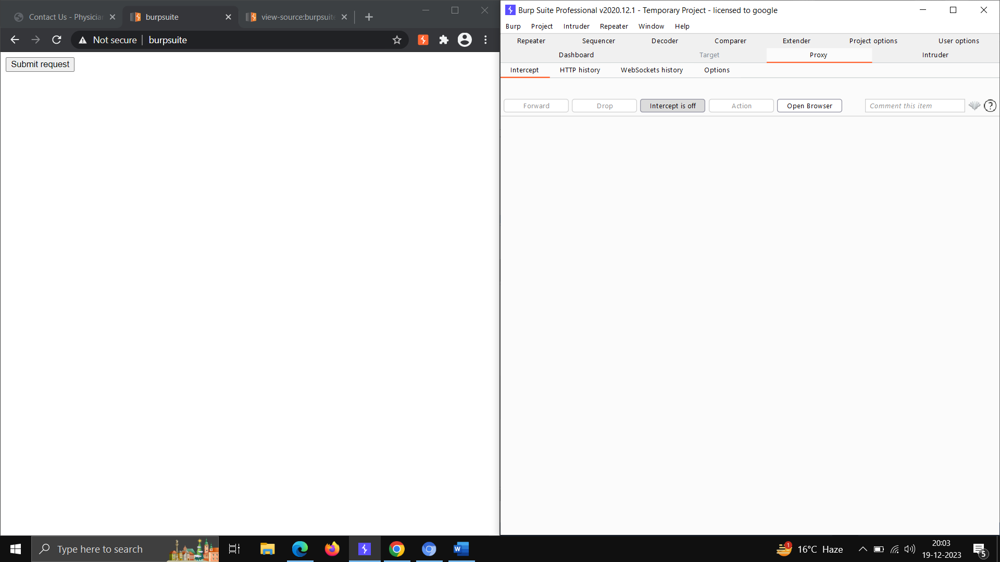 Contact Us - Physicia
burpsuite
view-source:burpsuit
Not secure
burpsuite
Submit request
Burp Suite Professional v2020.12.1 - Temporary Project - licensed to google
Burp Project Intruder Repeater Window Help
Repeater Sequencer Decoder Comparer Extender Project options User options
Dashboard Target Proxy Intruder
Intercept HTTP history WebSockets history Options
Forward Drop Intercept is off Action Open Browser Comment this item ?
Type here to search
W
1
16°C Haze
20:03
19-12-2023
5